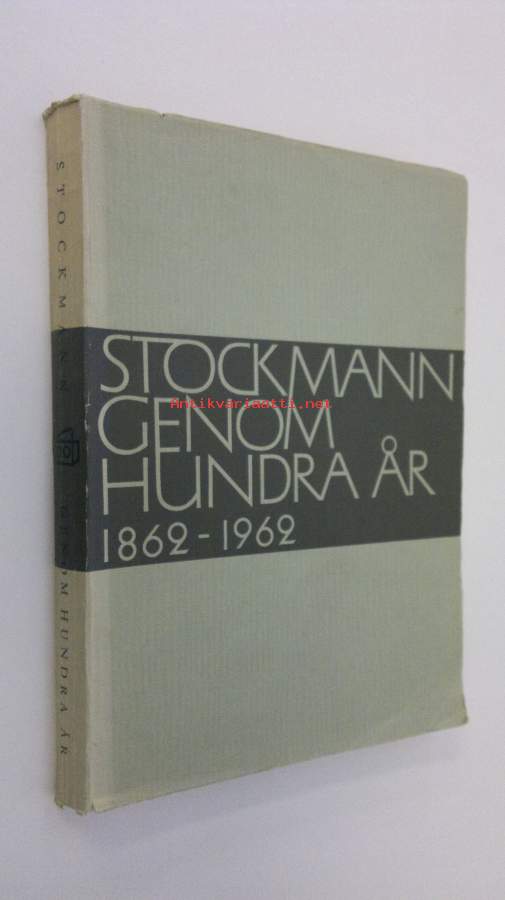 STOCKMANN
GENOM
HUNDRA ÅR
1862-1962
Antikvariaatti.net
STOCKMANN GENOM HUNDRA ÅR